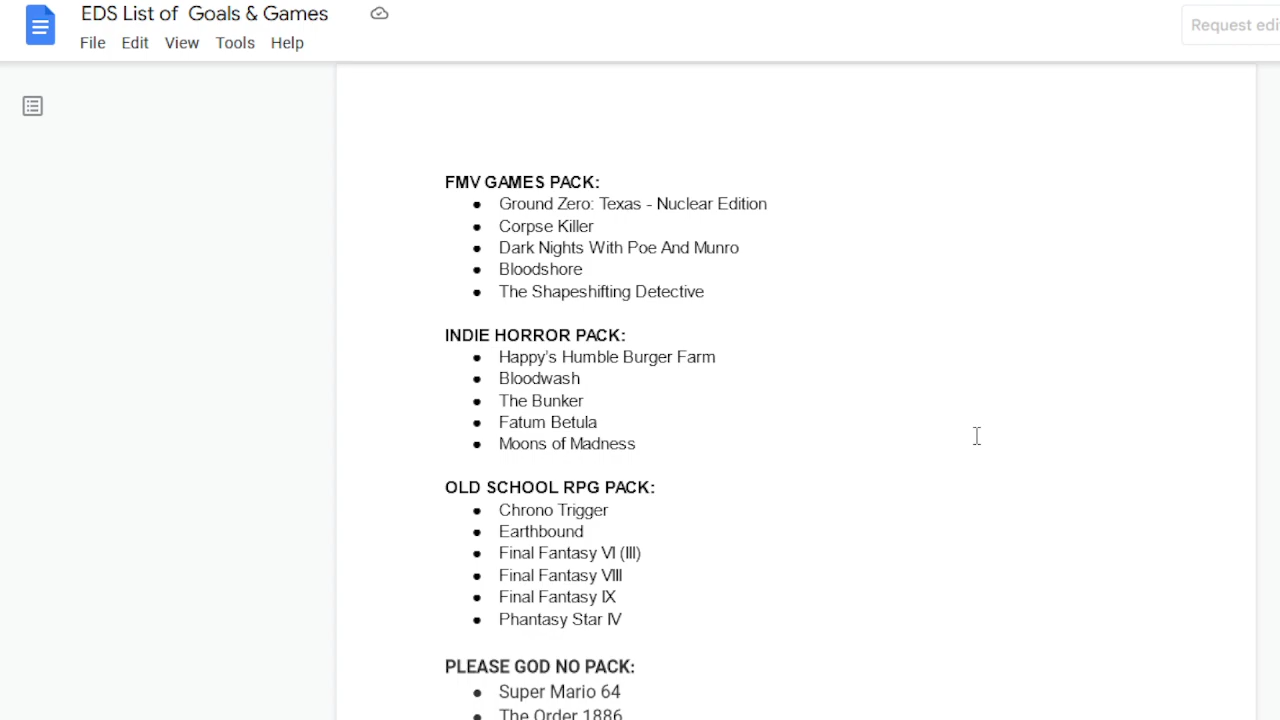 EDS List of  Goals & Games
Request edi
File Edit View Tools Help
FMV GAMES PACK:
● Ground Zero: Texas - Nuclear Edition
● Corpse Killer
● Dark Nights With Poe And Munro
● Bloodshore
● The Shapeshifting Detective
INDIE HORROR PACK:
● Happy's Humble Burger Farm
● Bloodwash
● The Bunker
● Fatum Betula
● Moons of Madness
OLD SCHOOL RPG PACK:
● Chrono Trigger
● Earthbound
● Final Fantasy VI (III)
● Final Fantasy VIII
● Final Fantasy IX
● Phantasy Star IV
PLEASE GOD NO PACK:
● Super Mario 64
● The Order 1886